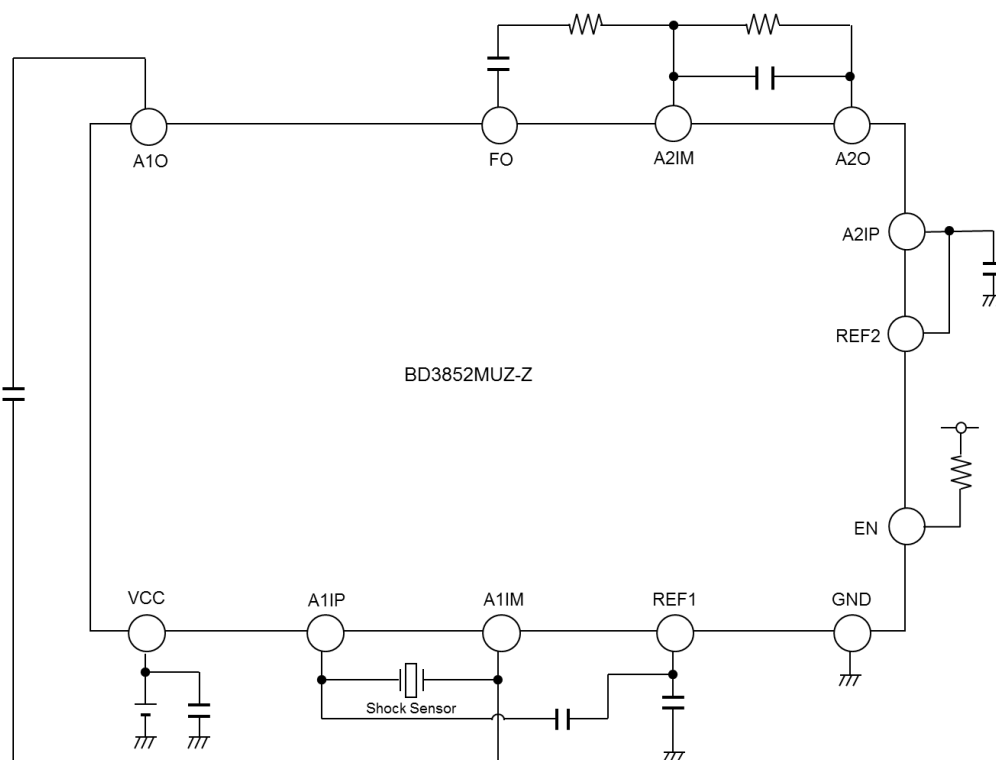 A1O
FO
A2IM
A2O
A2IP
REF2
BD3852MUZ-Z
EN
VCC
A1IP
A1IM
REF1
GND
Shock Sensor